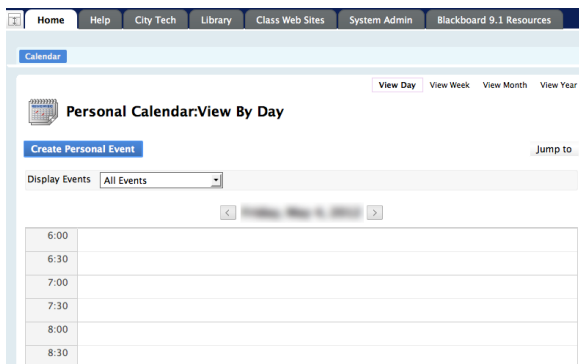 Home Help City Tech Library Class Web Sites System Admin Blackboard 9.1 Resources
Calendar
View Day View Week View Month View Year
Personal Calendar:View By Day
Create Personal Event Jump to
Display Events All Events
6:00
6:30
7:00
7:30
8:00
8:30